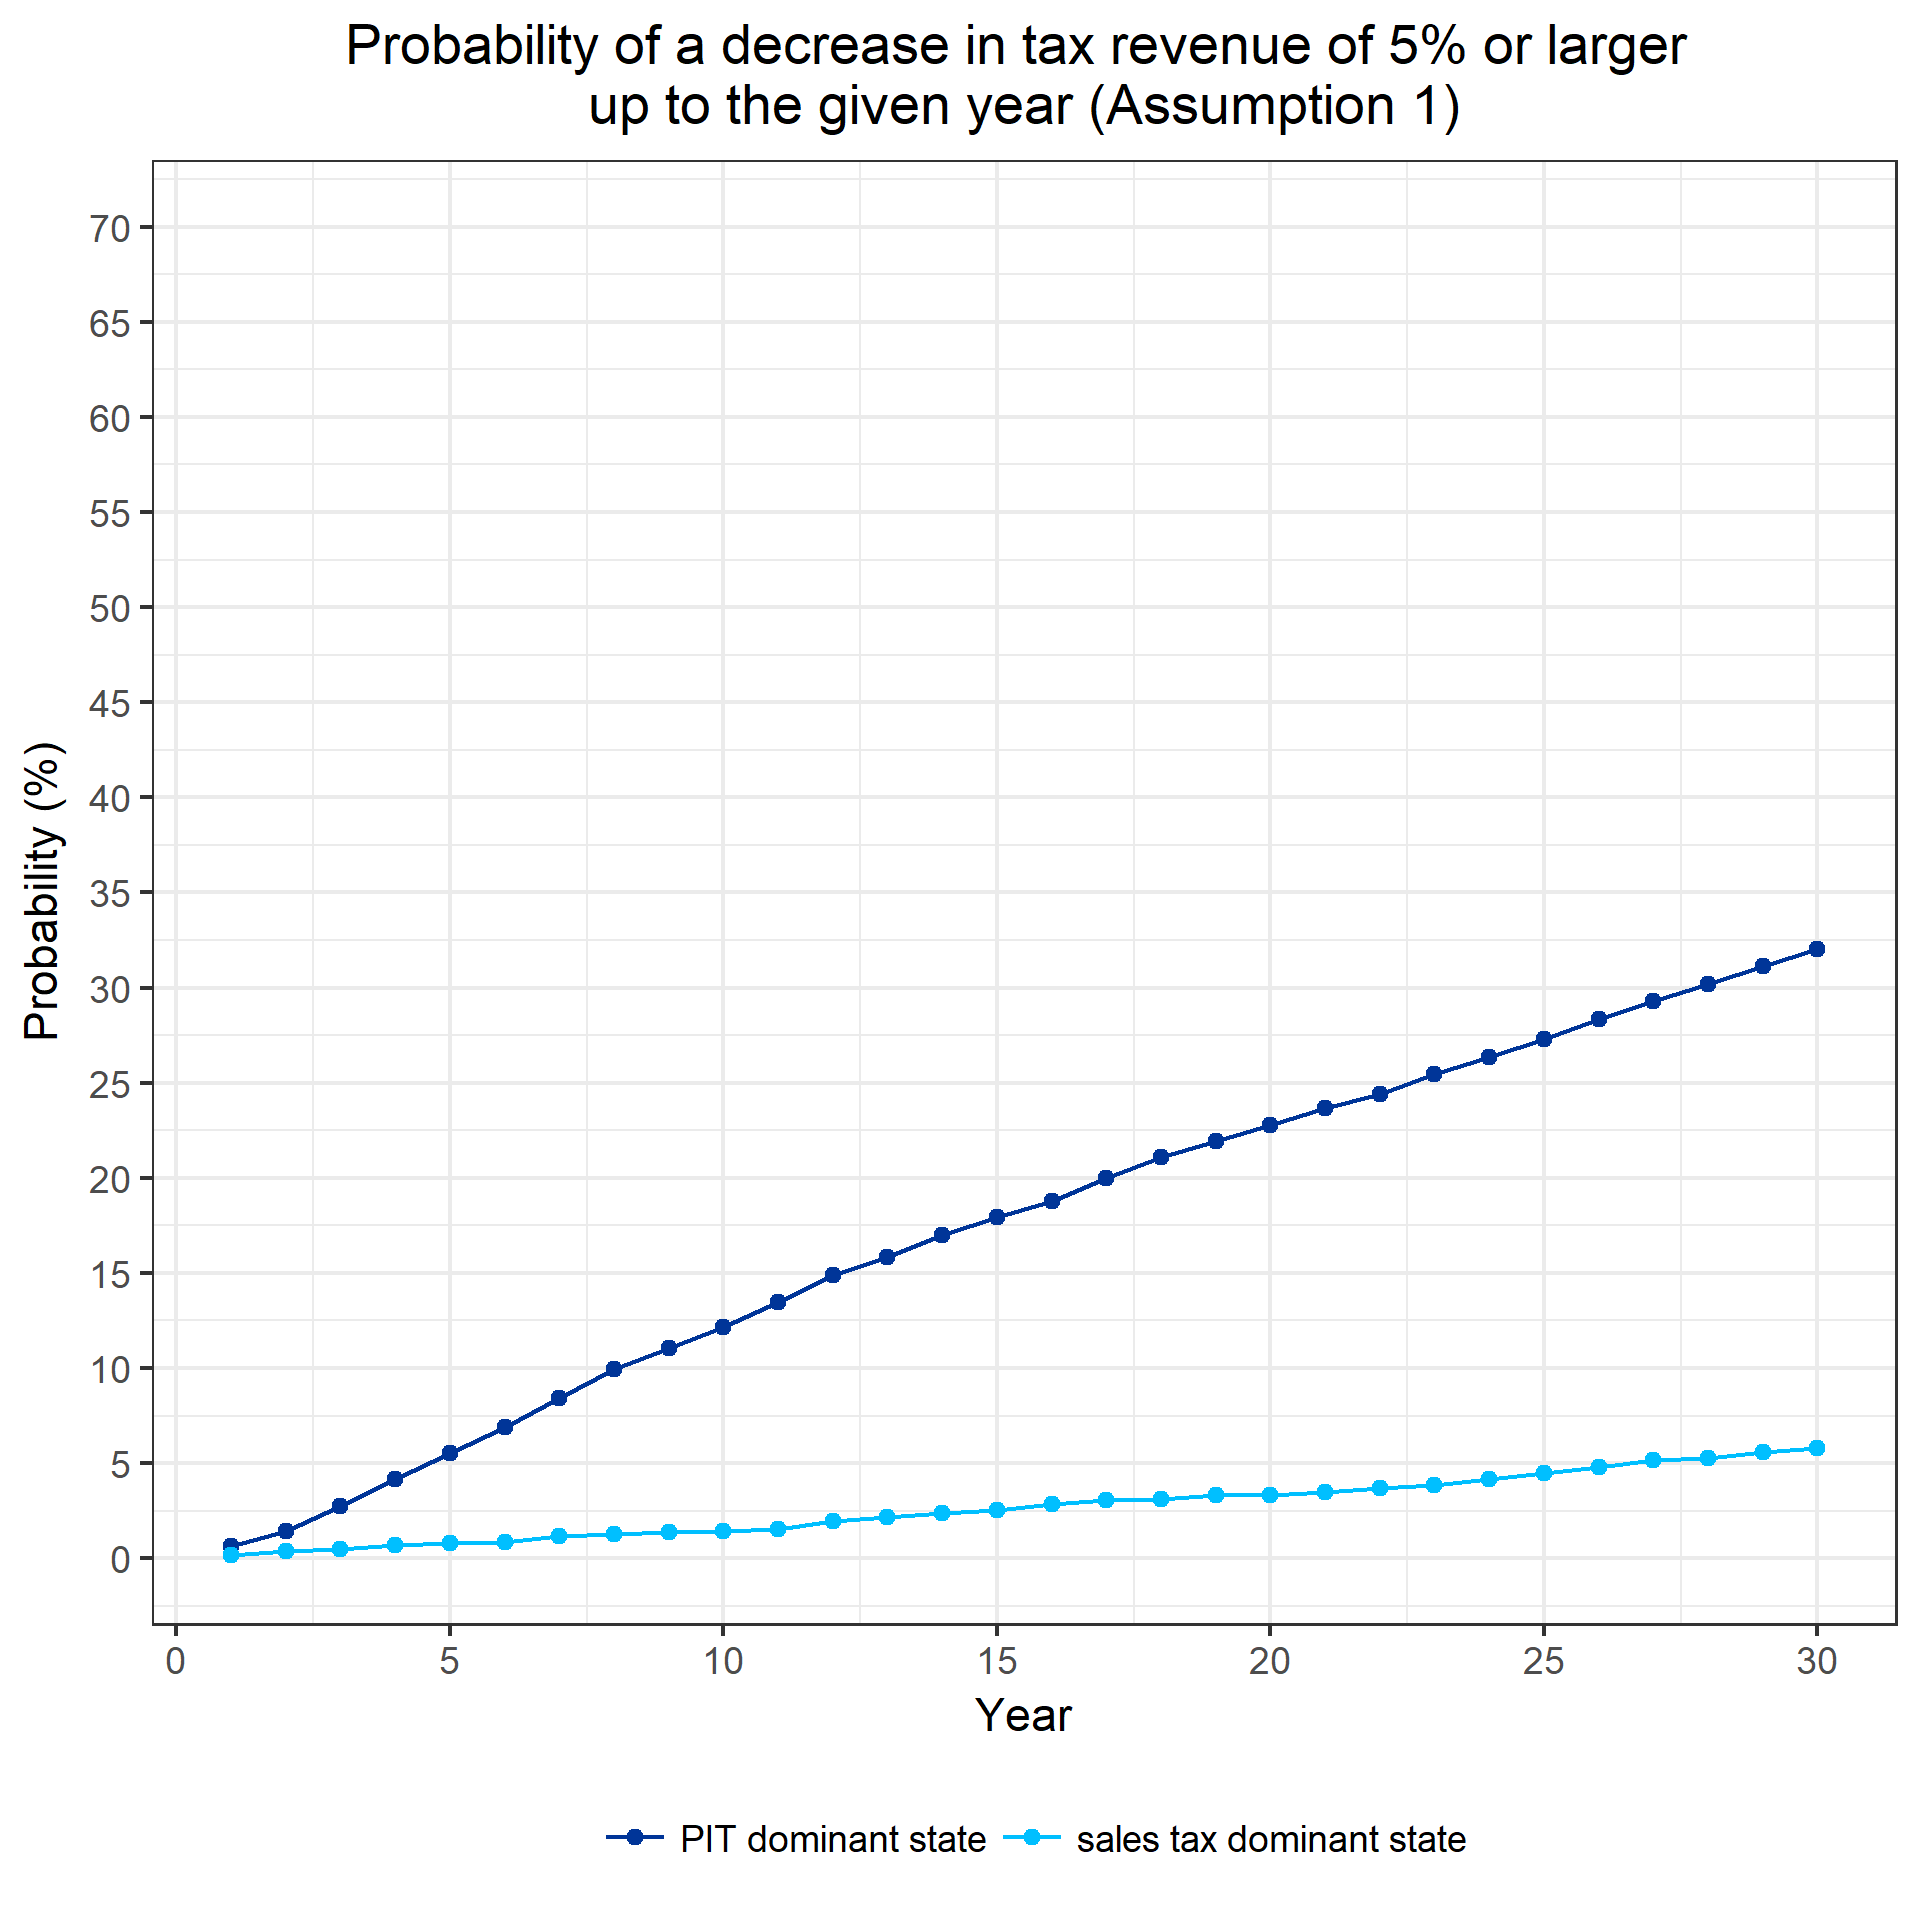 Probability of a decrease in tax revenue of 5% or larger
up to the given year (Assumption 1)
70
65
60
55
50
45
40
35
30
25
20
15
10
5
0
Probability (%)
0 5 10 15 20 25 30
Year
PIT dominant state sales tax dominant state